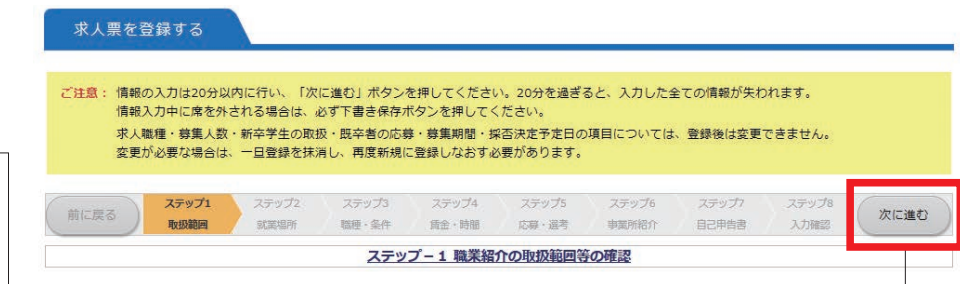 求人票を登録する
ご注意： 情報の入力は20分以内に行い、「次に進む」ボタンを押してください。20分を過ぎると、入力した全ての情報が失われます。
情報入力中に席を外される場合は、必ず下書き保存ボタンを押してください。
求人職種・募集人数・新卒学生の取扱・既卒者の応募・募集期間・採否決定予定日の項目については、登録後は変更できません。
変更が必要な場合は、一旦登録を抹消し、再度新規に登録しなおす必要があります。
前に戻る
ステップ1
取扱範囲
ステップ2
就業場所
ステップ3
職種・条件
ステップ4
賃金・時間
ステップ5
応募・選考
ステップ6
事業所紹介
ステップ7
自己申告書
ステップ8
入力確認
次に進む
ステップ－1 職業紹介の取扱範囲等の確認